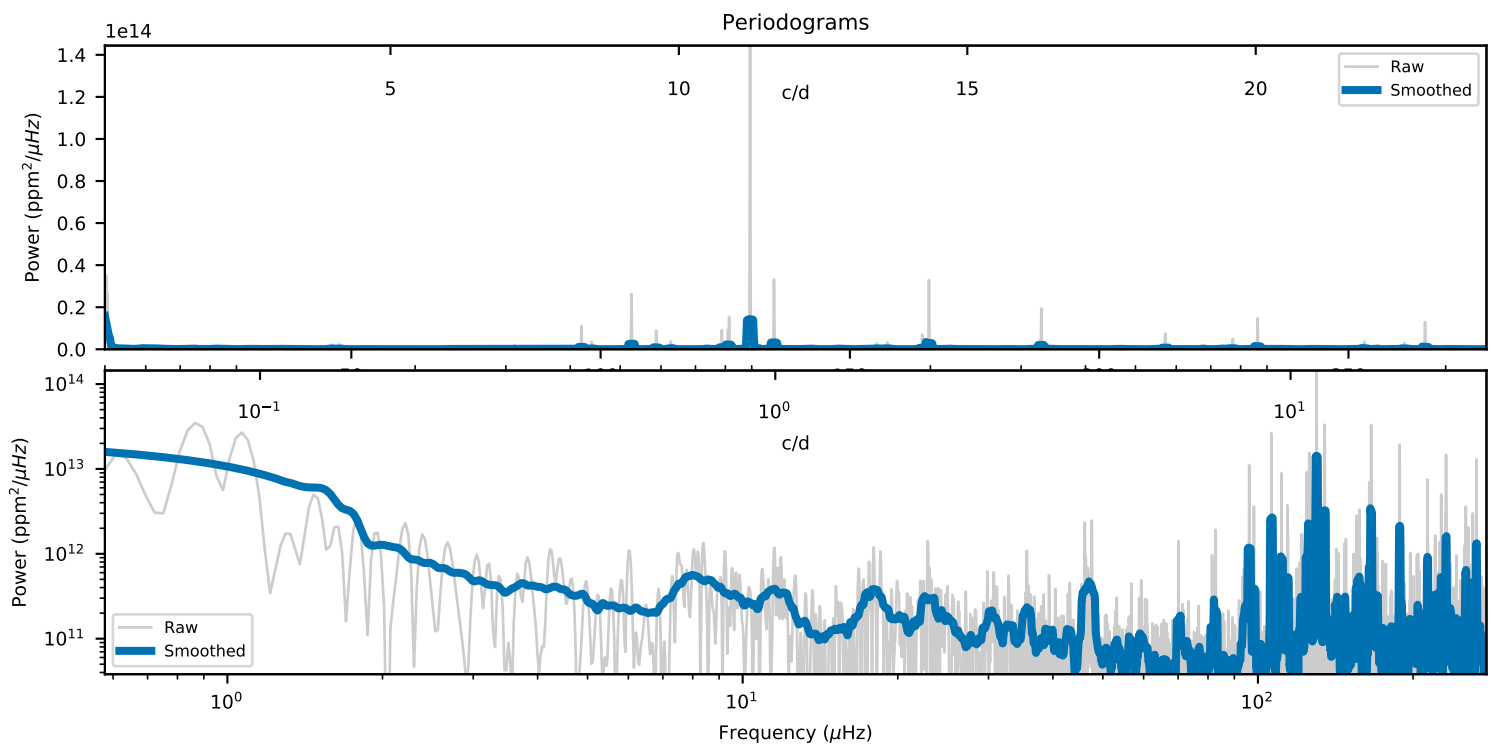 Periodograms
1e14
1.4
1.2
1.0
0.8
0.6
0.4
0.2
0.0
Power (ppm²/μHz)
5
10
15
20
c/d
Raw
Smoothed
10¹⁴
10¹³
10¹²
10¹¹
Power (ppm²/μHz)
10⁻¹
10⁰
10¹
c/d
Raw
Smoothed
10⁰
10¹
10²
Frequency (μHz)